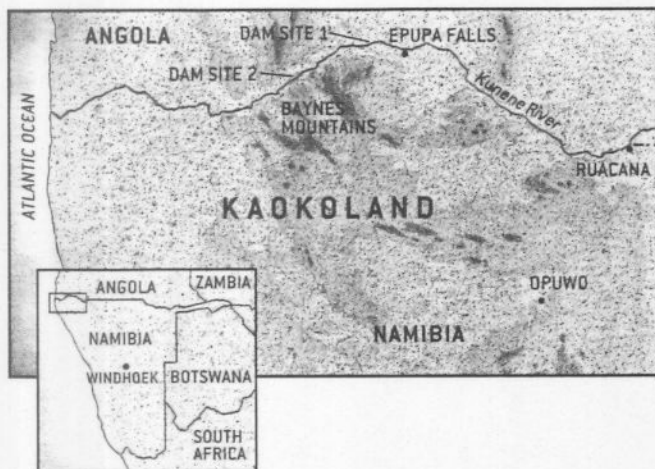 ANGOLA
DAM SITE 1
EPUPA FALLS
DAM SITE 2
BAYNES
MOUNTAINS
Kunene River
RUACANA
ATLANTIC OCEAN
KAOKOLAND
OPUWO
NAMIBIA
ANGOLA
ZAMBIA
NAMIBIA
WINDHOEK
BOTSWANA
SOUTH
AFRICA